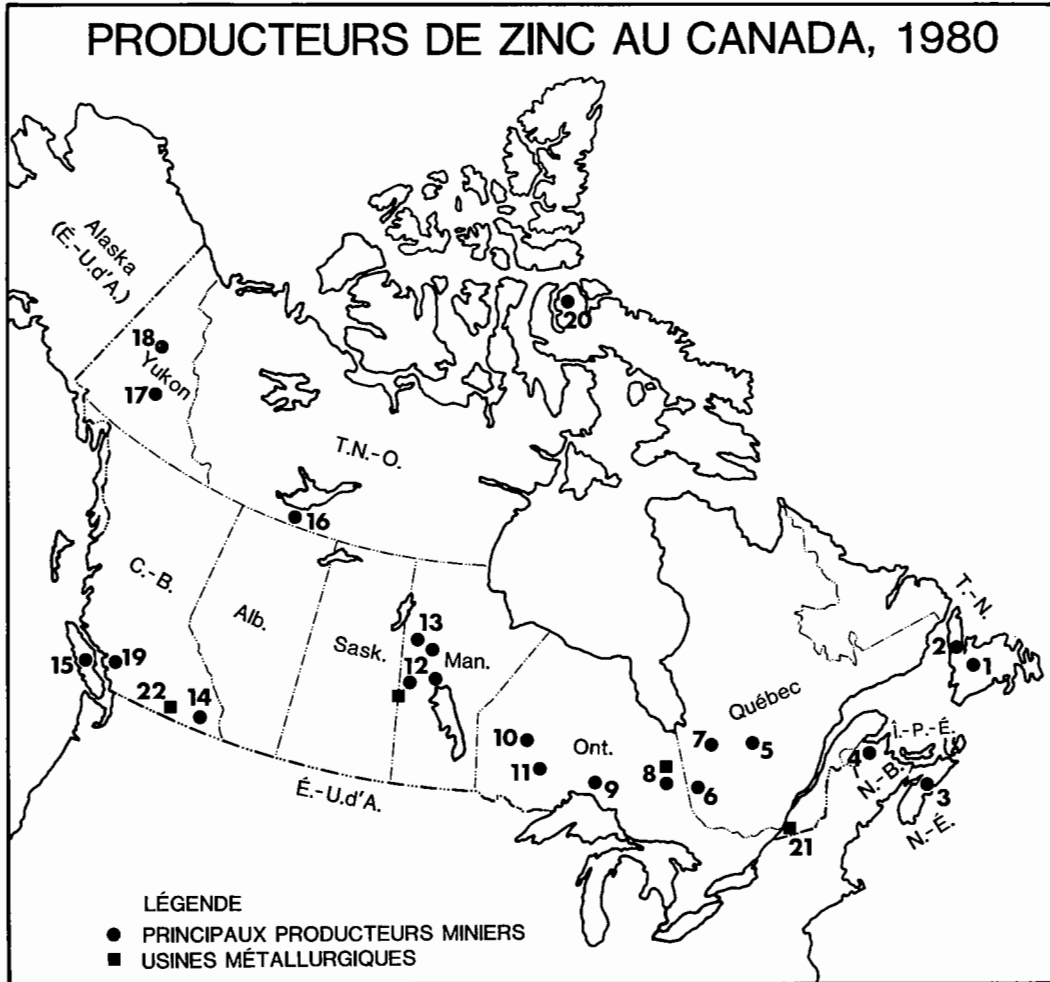 PRODUCTEURS DE ZINC AU CANADA, 1980
Alaska
(É.-U.d'A.)
20
18
Yukon
17
T.N.-O.
16
C.-B.
Alb.
Sask.
13
12
Man.
T.-N.
2
1
15
19
22
14
Québec
7
5
10
Ont.
11
9
8
6
Î.-P.-É.
4
N.-B.
3
N.-É.
21
É.-U.d'A.
LÉGENDE
PRINCIPAUX PRODUCTEURS MINIERS
USINES MÉTALLURGIQUES